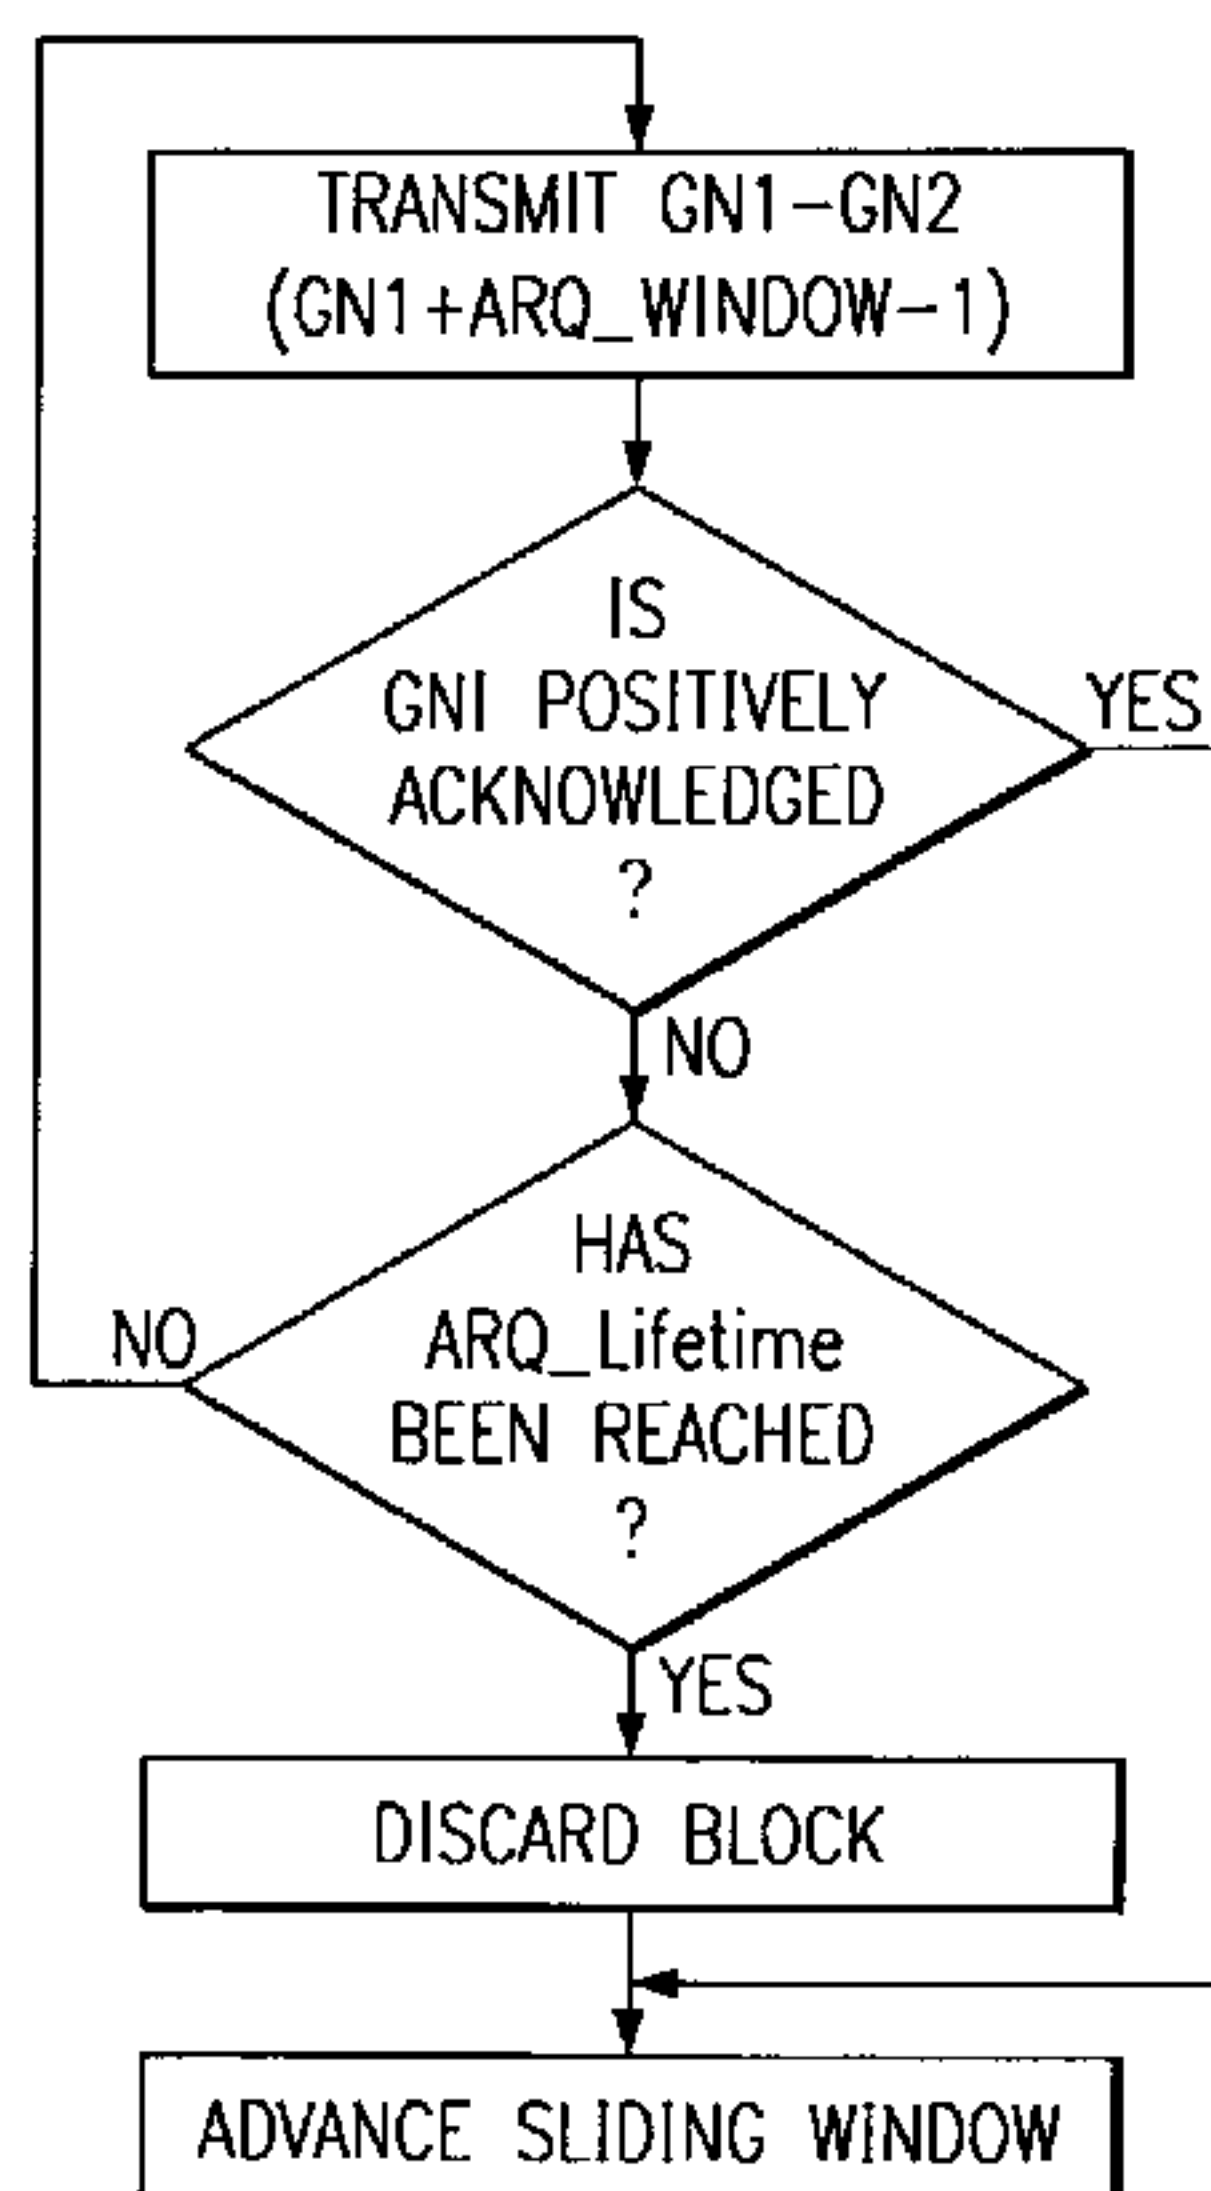 TRANSMIT GN1-GN2
(GN1+ARQ_WINDOW-1)
IS
GNI POSITIVELY
ACKNOWLEDGED
?
YES
NO
HAS
ARQ_Lifetime
BEEN REACHED
?
NO
YES
DISCARD BLOCK
ADVANCE SLIDING WINDOW